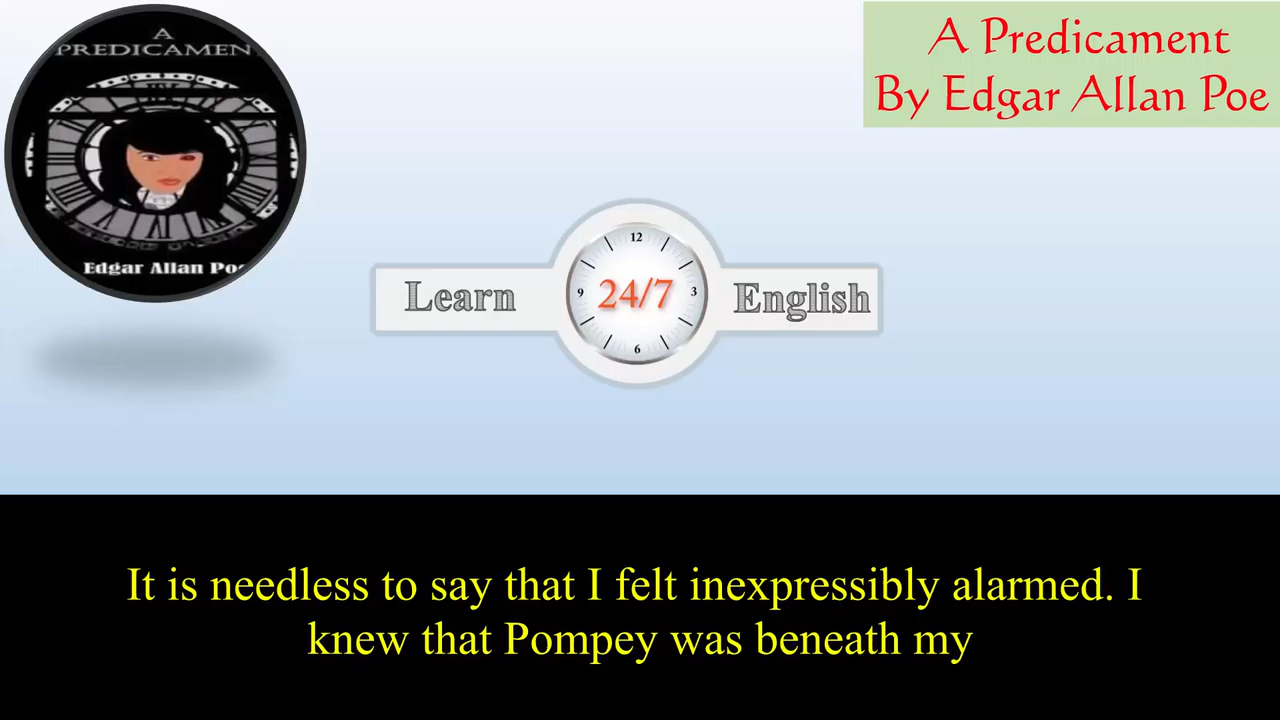 A
PREDICAMEN
Edgar Allan Poe
A Predicament
By Edgar Allan Poe
Learn
24/7
English
12
3
6
9
It is needless to say that I felt inexpressibly alarmed. I
knew that Pompey was beneath my